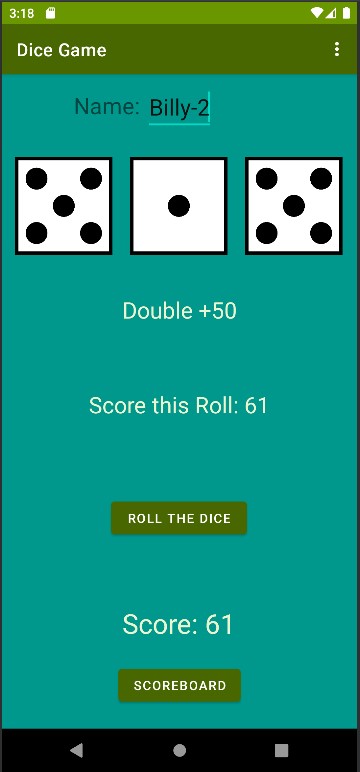 3:18
Dice Game
Name: Billy-2
Double +50
Score this Roll: 61
ROLL THE DICE
Score: 61
SCOREBOARD